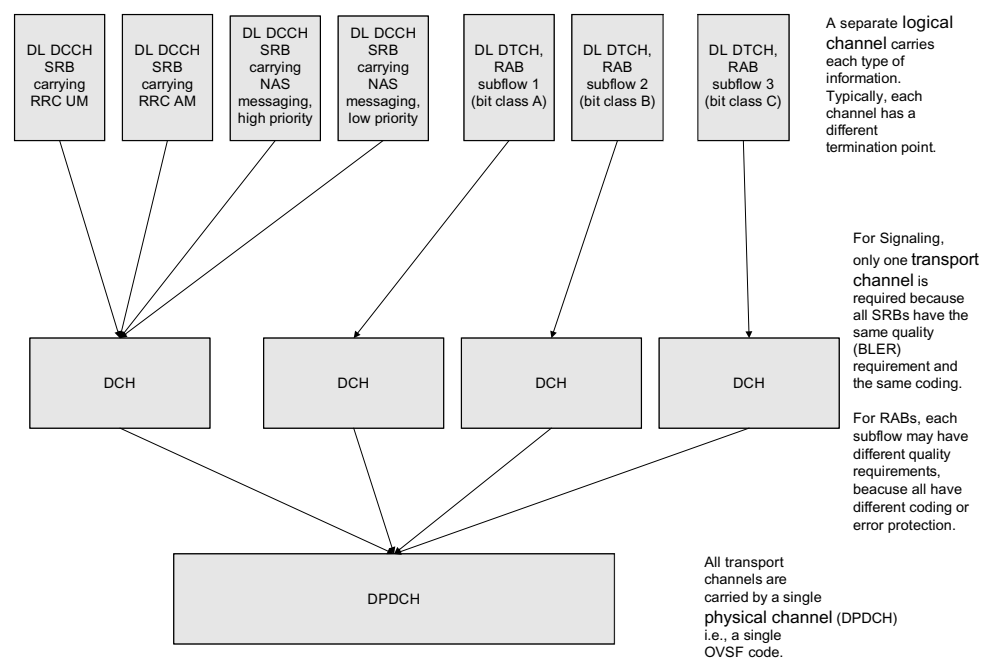 DL DCCH
SRB
carrying
RRC UM
DL DCCH
SRB
carrying
RRC AM
DL DCCH
SRB
carrying
NAS
messaging,
high priority
DL DCCH
SRB
carrying
NAS
messaging,
low priority
DL DTCH,
RAB
subflow 1
(bit class A)
DL DTCH,
RAB
subflow 2
(bit class B)
DL DTCH,
RAB
subflow 3
(bit class C)
A separate logical
channel carries
each type of
information.
Typically, each
channel has a
different
termination point.
For Signaling,
only one transport
channel is
required because
all SRBs have the
same quality
(BLER)
requirement and
the same coding.
DCH
DCH
DCH
DCH
For RABs, each
subflow may have
different quality
requirements,
beacuse all have
different coding or
error protection.
DPDCH
All transport
channels are
carried by a single
physical channel (DPDCH)
i.e., a single
OVSF code.